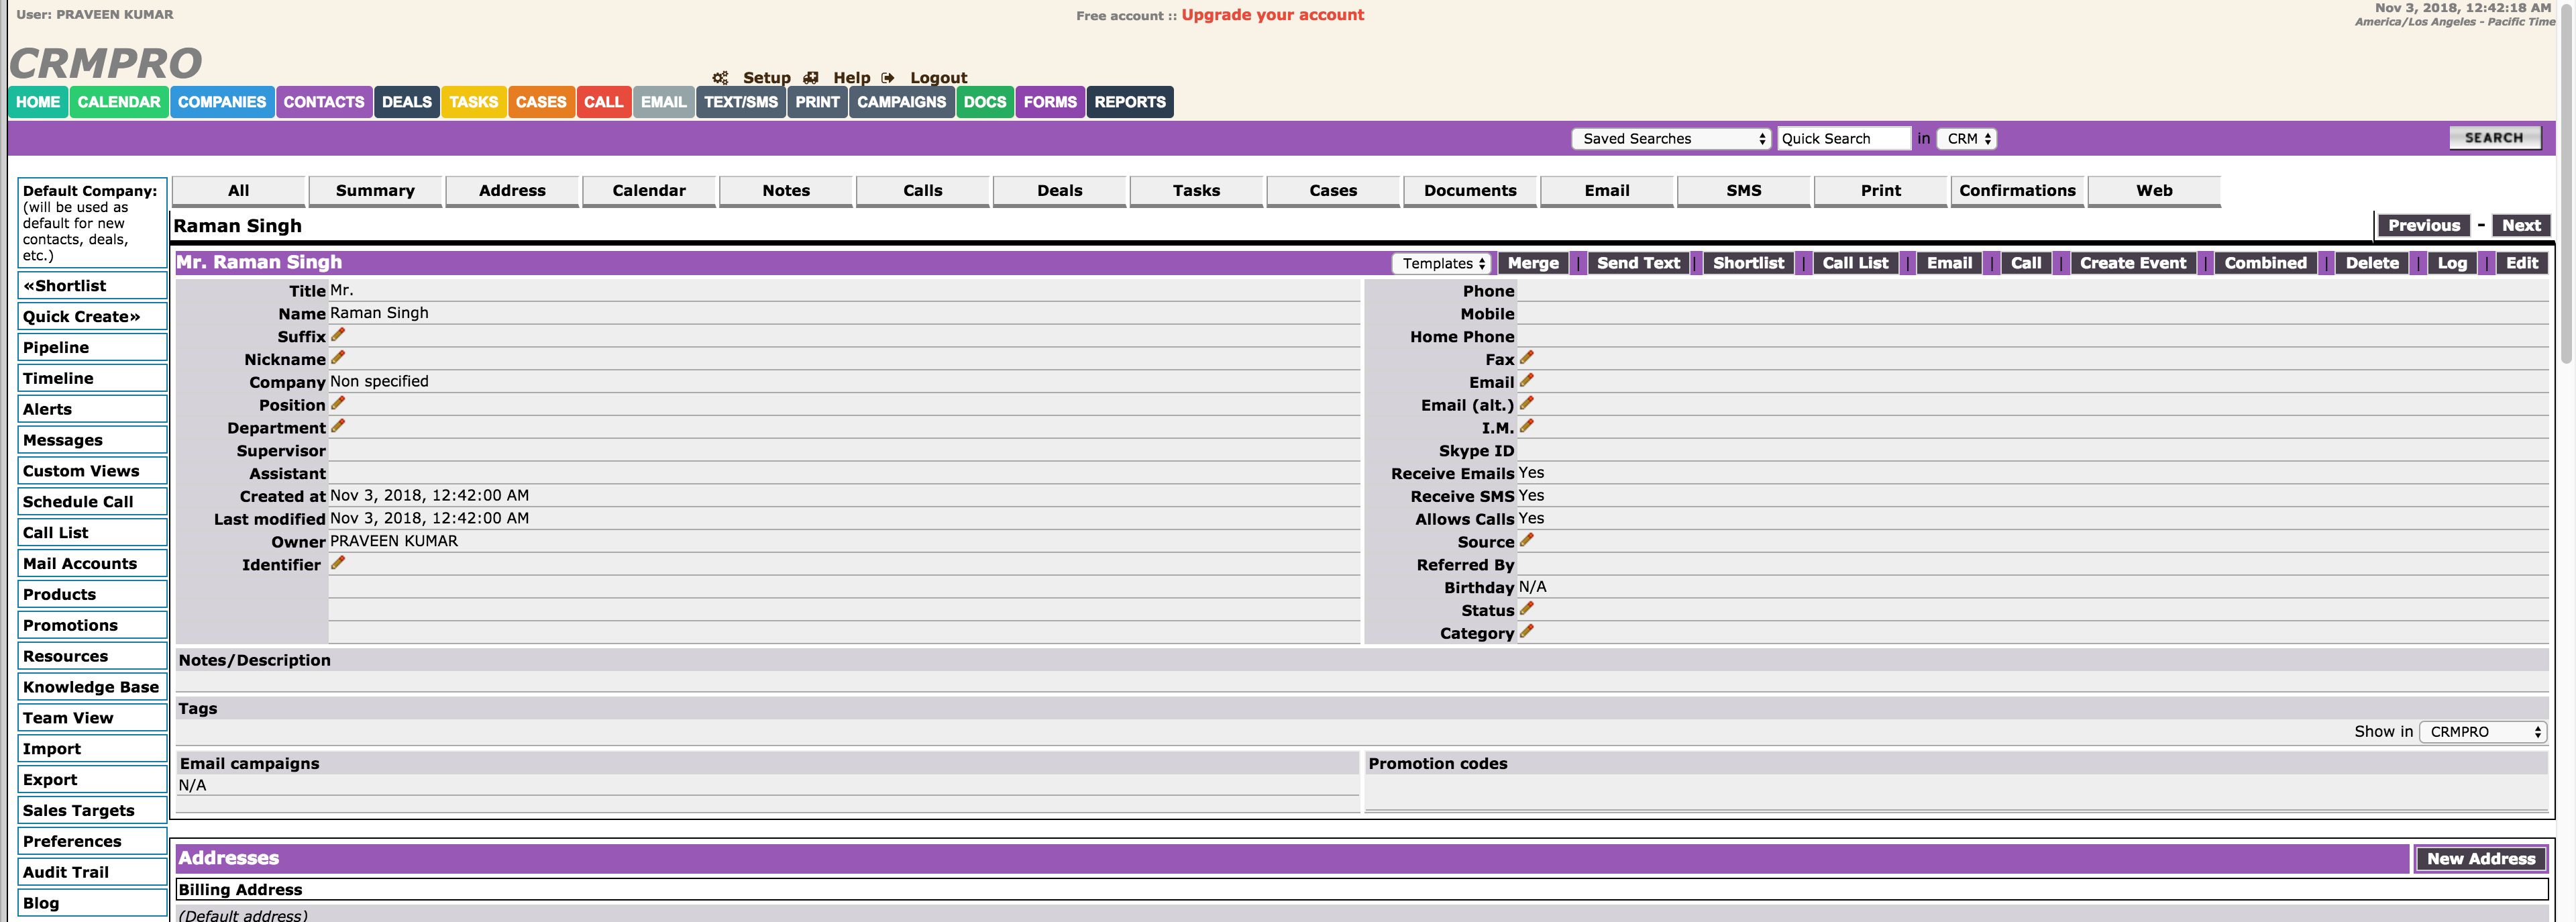 User: PRAVEEN KUMAR
Free account :: Upgrade your account
Nov 3, 2018, 12:42:18 AM
America/Los Angeles - Pacific Time
CRMPRO
Setup Help Logout
HOME CALENDAR COMPANIES CONTACTS DEALS TASKS CASES CALL EMAIL TEXT/SMS PRINT CAMPAIGNS DOCS FORMS REPORTS
Saved Searches Quick Search in CRM SEARCH
Default Company:
(will be used as
default for new
contacts, deals,
etc.)
«Shortlist
Quick Create»
Pipeline
Timeline
Alerts
Messages
Custom Views
Schedule Call
Call List
Mail Accounts
Products
Promotions
Resources
Knowledge Base
Team View
Import
Export
Sales Targets
Preferences
Audit Trail
Blog
All Summary Address Calendar Notes Calls Deals Tasks Cases Documents Email SMS Print Confirmations Web
Raman Singh
Previous - Next
Mr. Raman Singh
Templates Merge | Send Text | Shortlist | Call List | Email | Call | Create Event | Combined | Delete | Log | Edit
Title Mr.
Name Raman Singh
Suffix
Nickname
Company Non specified
Position
Department
Supervisor
Assistant
Created at Nov 3, 2018, 12:42:00 AM
Last modified Nov 3, 2018, 12:42:00 AM
Owner PRAVEEN KUMAR
Identifier
Phone
Mobile
Home Phone
Fax
Email
Email (alt.)
I.M.
Skype ID
Receive Emails Yes
Receive SMS Yes
Allows Calls Yes
Source
Referred By
Birthday N/A
Status
Category
Notes/Description
Tags
Show in CRMPRO
Email campaigns
N/A
Promotion codes
Addresses
New Address
Billing Address
(Default address)